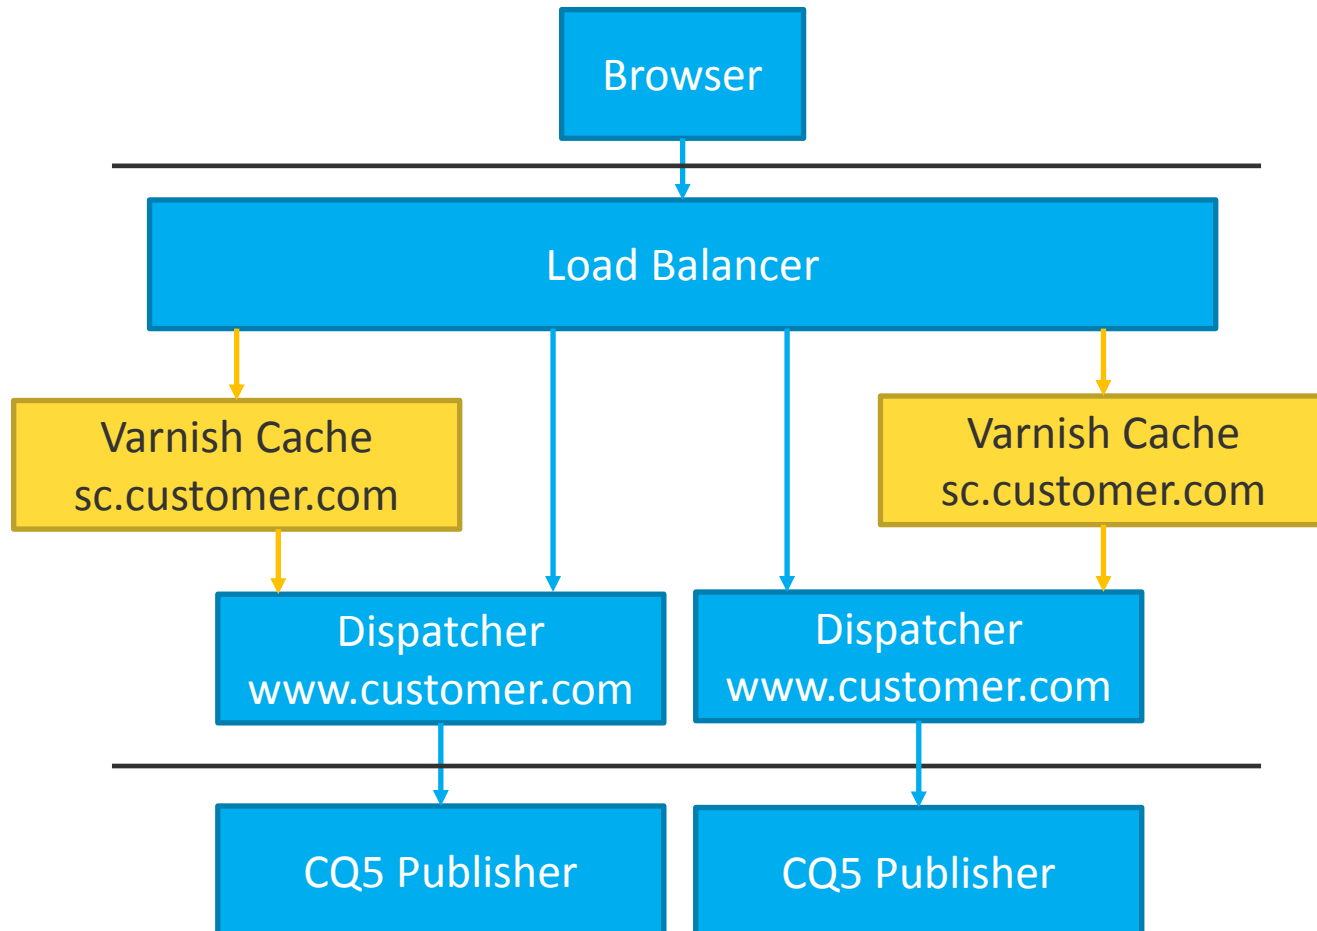 Browser
Load Balancer
Varnish Cache
sc.customer.com
Varnish Cache
sc.customer.com
Dispatcher
www.customer.com
Dispatcher
www.customer.com
CQ5 Publisher
CQ5 Publisher